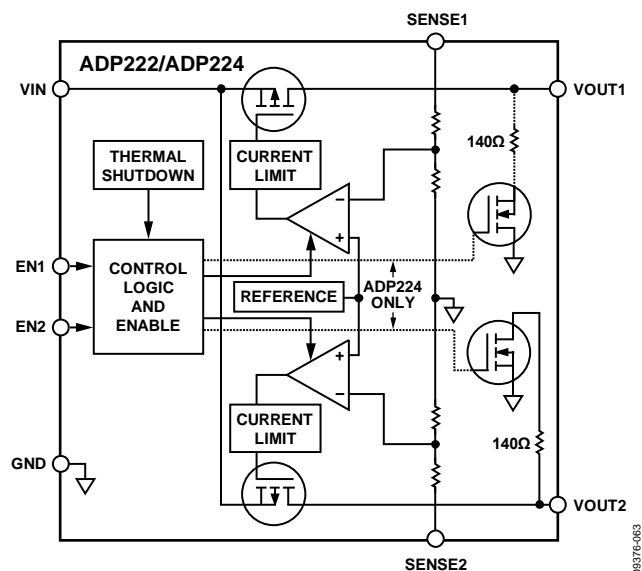 SENSE1
ADP222/ADP224
VIN
VOUT1
THERMAL
SHUTDOWN
CURRENT
LIMIT
140Ω
–
+
EN1
CONTROL
LOGIC
AND
ENABLE
ADP224
ONLY
REFERENCE
EN2
+
–
CURRENT
LIMIT
140Ω
GND
VOUT2
SENSE2
09376-063